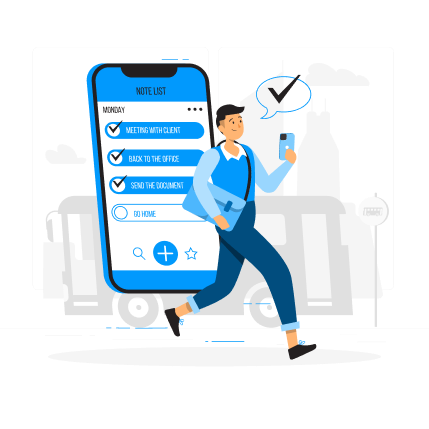 NOTE LIST
MONDAY
MEETING WITH CLIENT
BACK TO THE OFFICE
SEND THE DOCUMENT
GO HOME